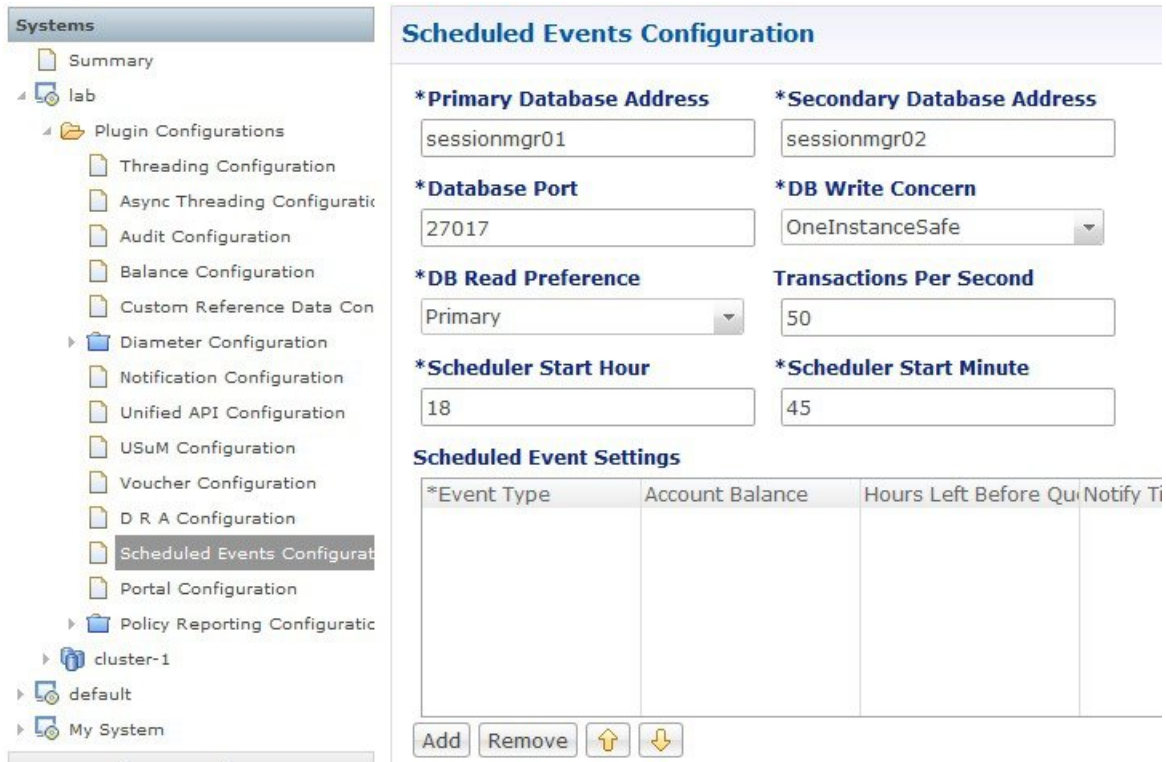 Systems
Summary
lab
Plugin Configurations
Threading Configuration
Async Threading Configuratic
Audit Configuration
Balance Configuration
Custom Reference Data Con
Diameter Configuration
Notification Configuration
Unified API Configuration
USuM Configuration
Voucher Configuration
D R A Configuration
Scheduled Events Configurat
Portal Configuration
Policy Reporting Configuratic
cluster-1
default
My System
Scheduled Events Configuration
*Primary Database Address *Secondary Database Address
sessionmgr01 sessionmgr02
*Database Port *DB Write Concern
27017 OneInstanceSafe
*DB Read Preference Transactions Per Second
Primary 50
*Scheduler Start Hour *Scheduler Start Minute
18 45
Scheduled Event Settings
*Event Type Account Balance Hours Left Before Qu Notify Ti
Add Remove